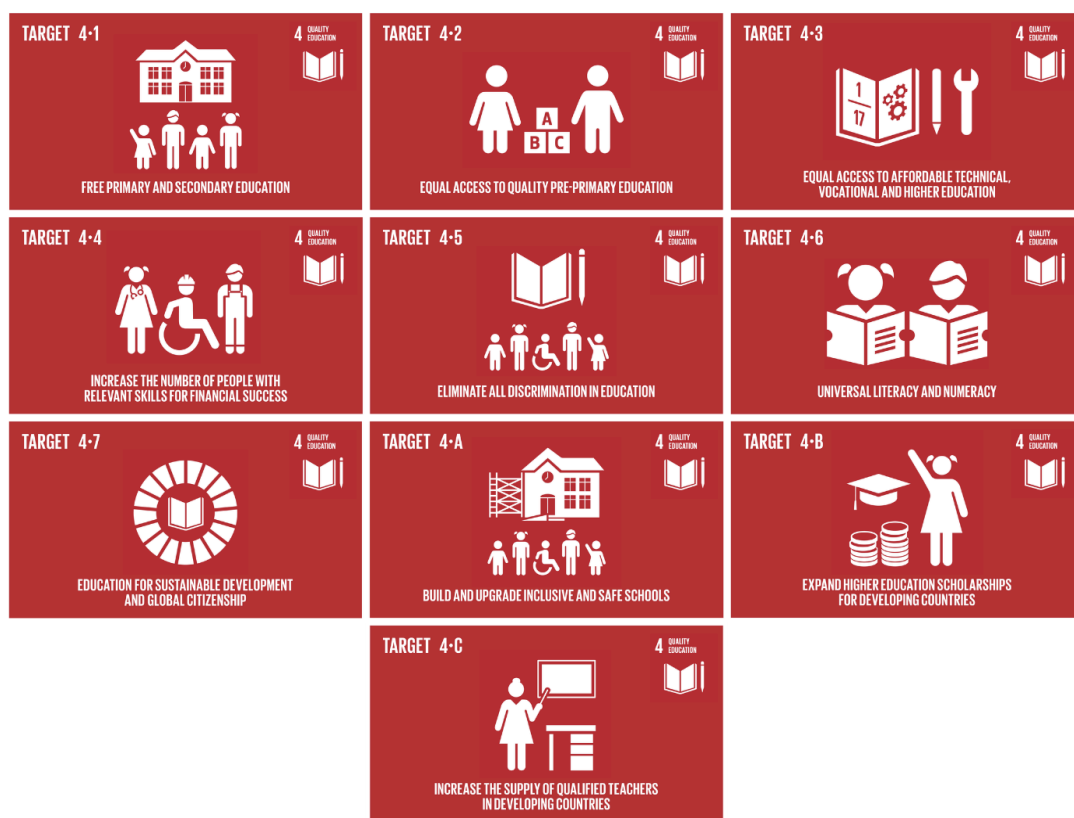 TARGET 4·1
4 QUALITY
EDUCATION
FREE PRIMARY AND SECONDARY EDUCATION
TARGET 4·2
4 QUALITY
EDUCATION
A
B C
EQUAL ACCESS TO QUALITY PRE-PRIMARY EDUCATION
TARGET 4·3
4 QUALITY
EDUCATION
1
17
EQUAL ACCESS TO AFFORDABLE TECHNICAL,
VOCATIONAL AND HIGHER EDUCATION
TARGET 4·4
4 QUALITY
EDUCATION
INCREASE THE NUMBER OF PEOPLE WITH
RELEVANT SKILLS FOR FINANCIAL SUCCESS
TARGET 4·5
4 QUALITY
EDUCATION
ELIMINATE ALL DISCRIMINATION IN EDUCATION
TARGET 4·6
4 QUALITY
EDUCATION
UNIVERSAL LITERACY AND NUMERACY
TARGET 4·7
4 QUALITY
EDUCATION
EDUCATION FOR SUSTAINABLE DEVELOPMENT
AND GLOBAL CITIZENSHIP
TARGET 4·A
4 QUALITY
EDUCATION
BUILD AND UPGRADE INCLUSIVE AND SAFE SCHOOLS
TARGET 4·B
4 QUALITY
EDUCATION
EXPAND HIGHER EDUCATION SCHOLARSHIPS
FOR DEVELOPING COUNTRIES
TARGET 4·C
4 QUALITY
EDUCATION
INCREASE THE SUPPLY OF QUALIFIED TEACHERS
IN DEVELOPING COUNTRIES